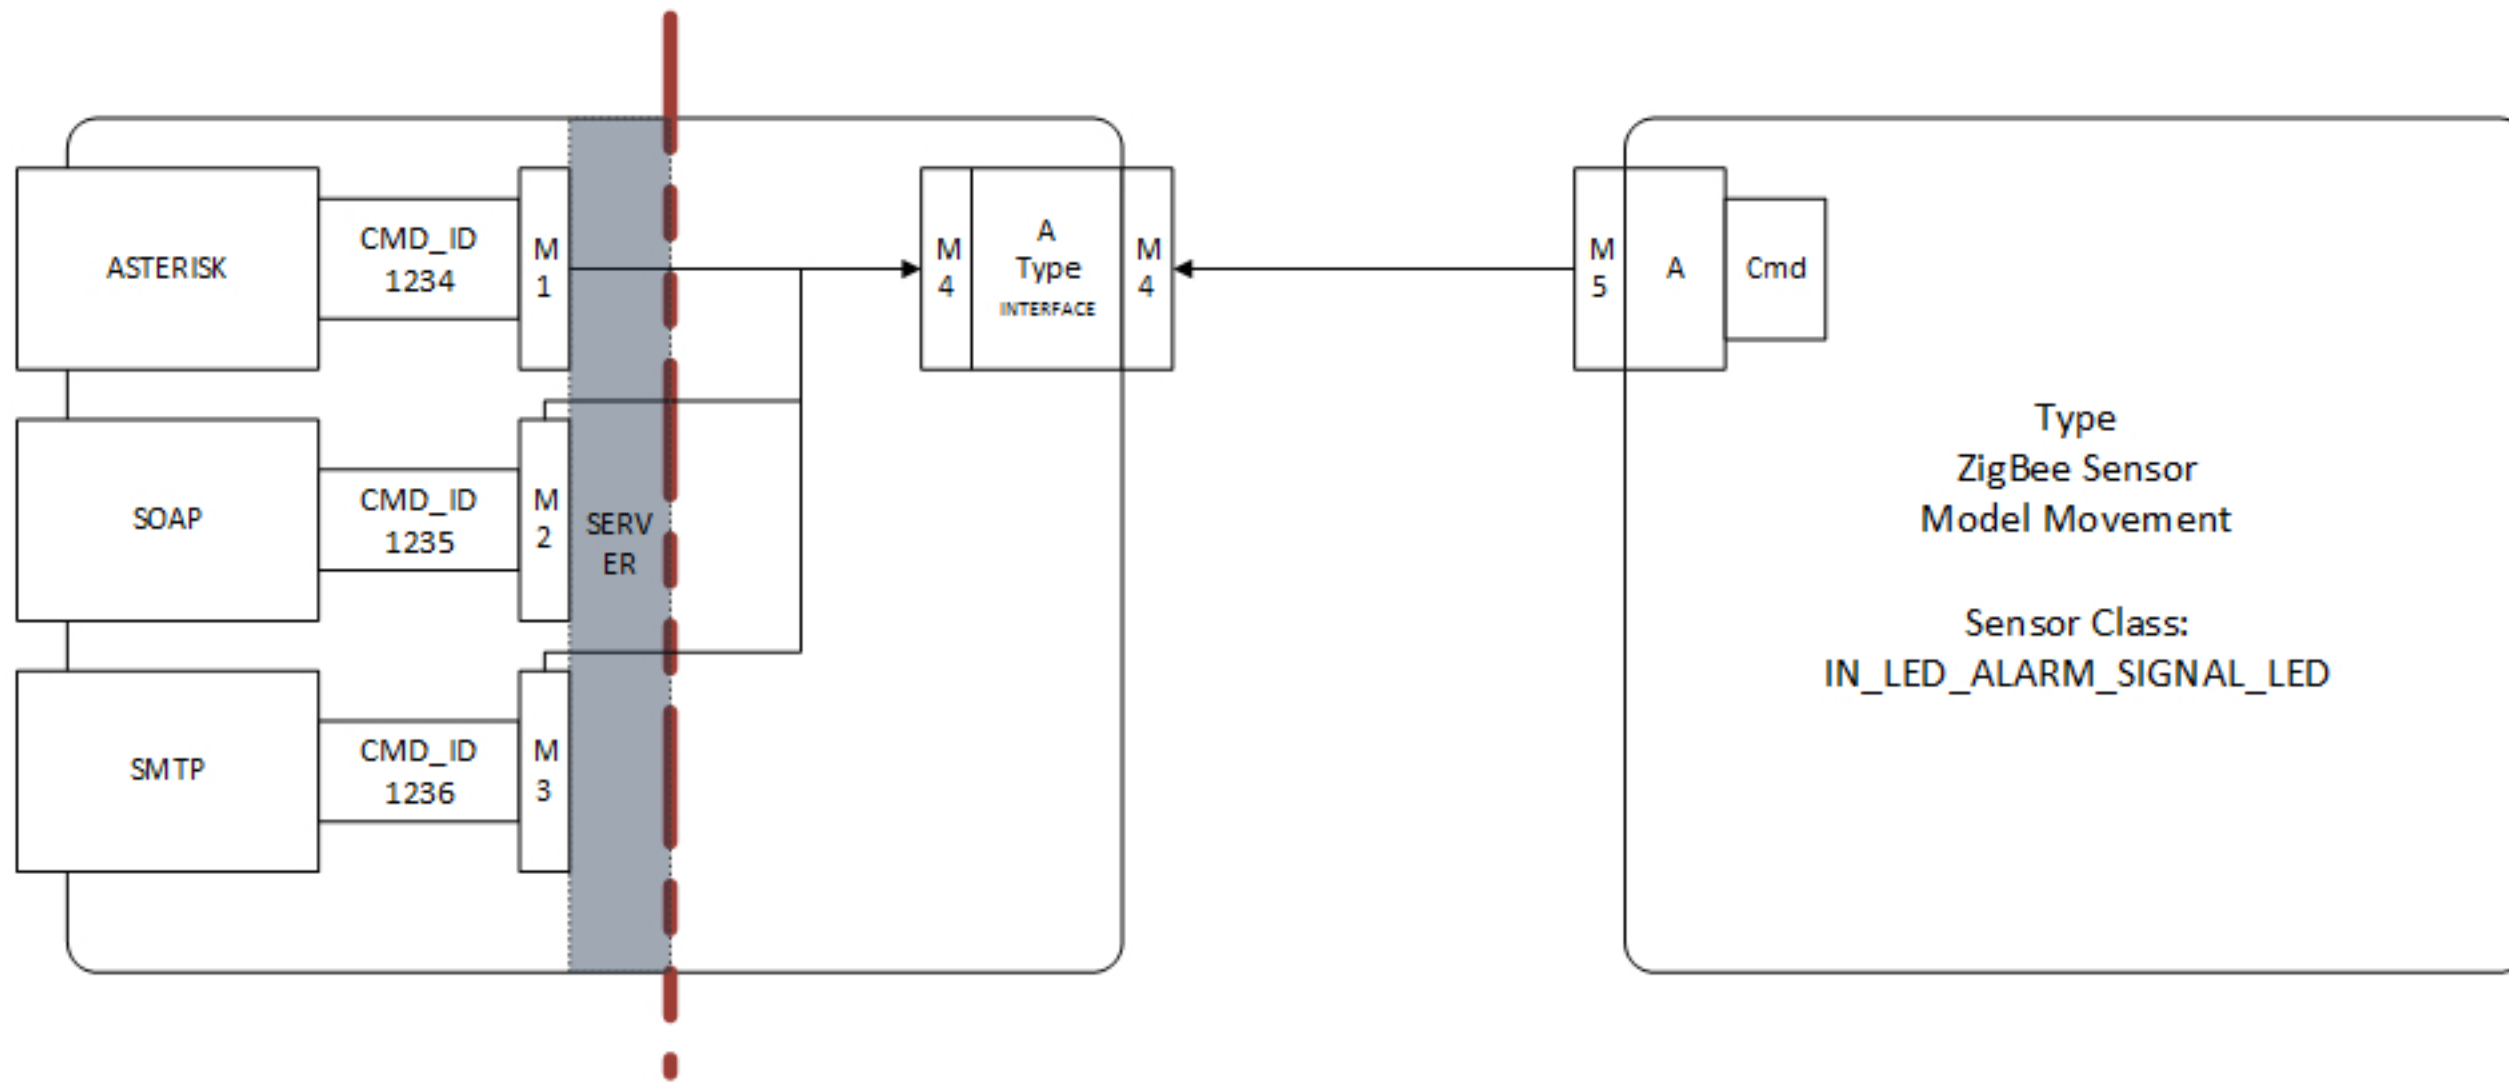 ASTERISK
CMD_ID
1234
M
1
SOAP
CMD_ID
1235
M
2
SMTP
CMD_ID
1236
M
3
SERV
ER
M
4
A
Type
INTERFACE
M
4
M
5
A
Cmd
Type
ZigBee Sensor
Model Movement
Sensor Class:
IN_LED_ALARM_SIGNAL_LED